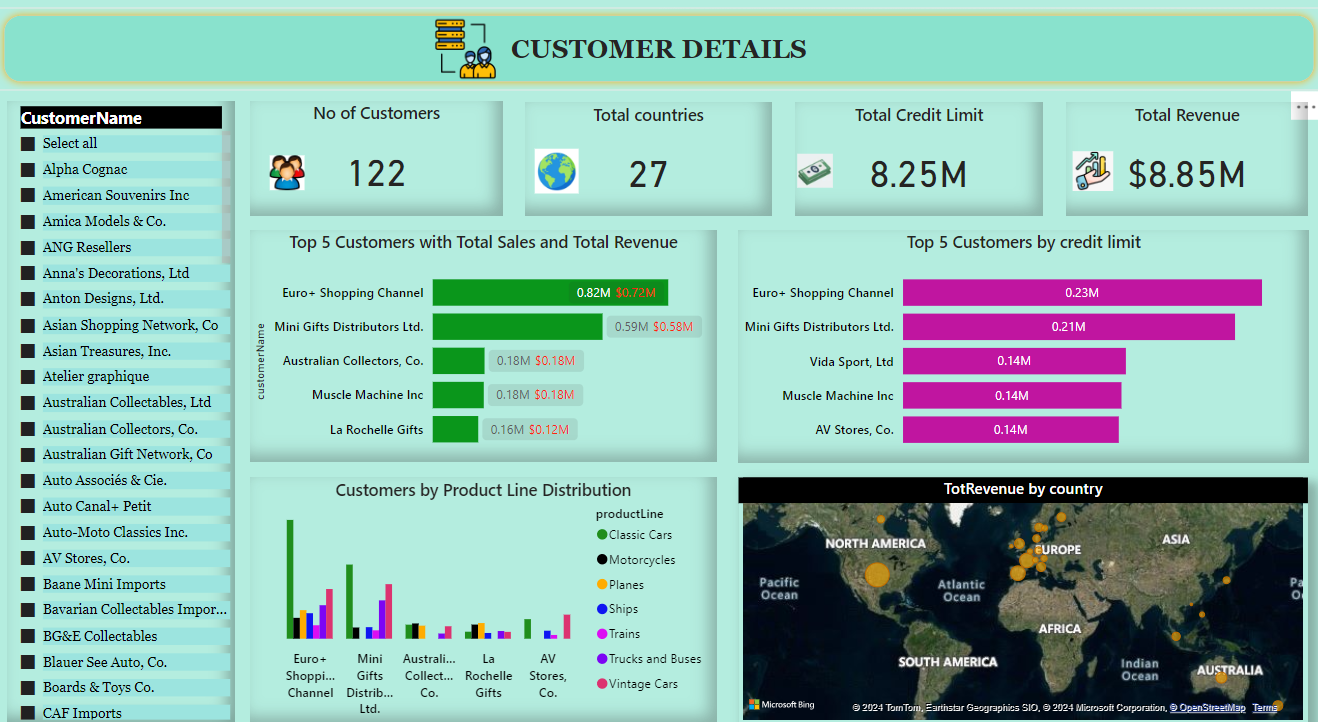 CUSTOMER DETAILS
CustomerName
Select all
Alpha Cognac
American Souvenirs Inc
Amica Models & Co.
ANG Resellers
Anna's Decorations, Ltd
Anton Designs, Ltd.
Asian Shopping Network, Co
Asian Treasures, Inc.
Atelier graphique
Australian Collectables, Ltd
Australian Collectors, Co.
Australian Gift Network, Co
Auto Associés & Cie.
Auto Canal+ Petit
Auto-Moto Classics Inc.
AV Stores, Co.
Baane Mini Imports
Bavarian Collectables Impor...
BG&E Collectables
Blauer See Auto, Co.
Boards & Toys Co.
CAF Imports
No of Customers
122
Total countries
27
Total Credit Limit
8.25M
Total Revenue
$8.85M
Top 5 Customers with Total Sales and Total Revenue
customerName
Euro+ Shopping Channel 0.82M $0.72M
Mini Gifts Distributors Ltd. 0.59M $0.58M
Australian Collectors, Co. 0.18M $0.18M
Muscle Machine Inc 0.18M $0.18M
La Rochelle Gifts 0.16M $0.12M
Top 5 Customers by credit limit
Euro+ Shopping Channel 0.23M
Mini Gifts Distributors Ltd. 0.21M
Vida Sport, Ltd 0.14M
Muscle Machine Inc 0.14M
AV Stores, Co. 0.14M
Customers by Product Line Distribution
Euro+
Shoppi...
Channel
Mini
Gifts
Distrib...
Ltd.
Australi...
Collect...
Co.
La
Rochelle
Gifts
AV
Stores,
Co.
productLine
Classic Cars
Motorcycles
Planes
Ships
Trains
Trucks and Buses
Vintage Cars
TotRevenue by country
NORTH AMERICA
EUROPE
ASIA
Pacific
Ocean
Atlantic
Ocean
Pa
Oc
AFRICA
SOUTH AMERICA
Indian
Ocean
AUSTRALIA
Microsoft Bing
© 2024 TomTom, Earthstar Geographics SIO, © 2024 Microsoft Corporation, © OpenStreetMap Terms